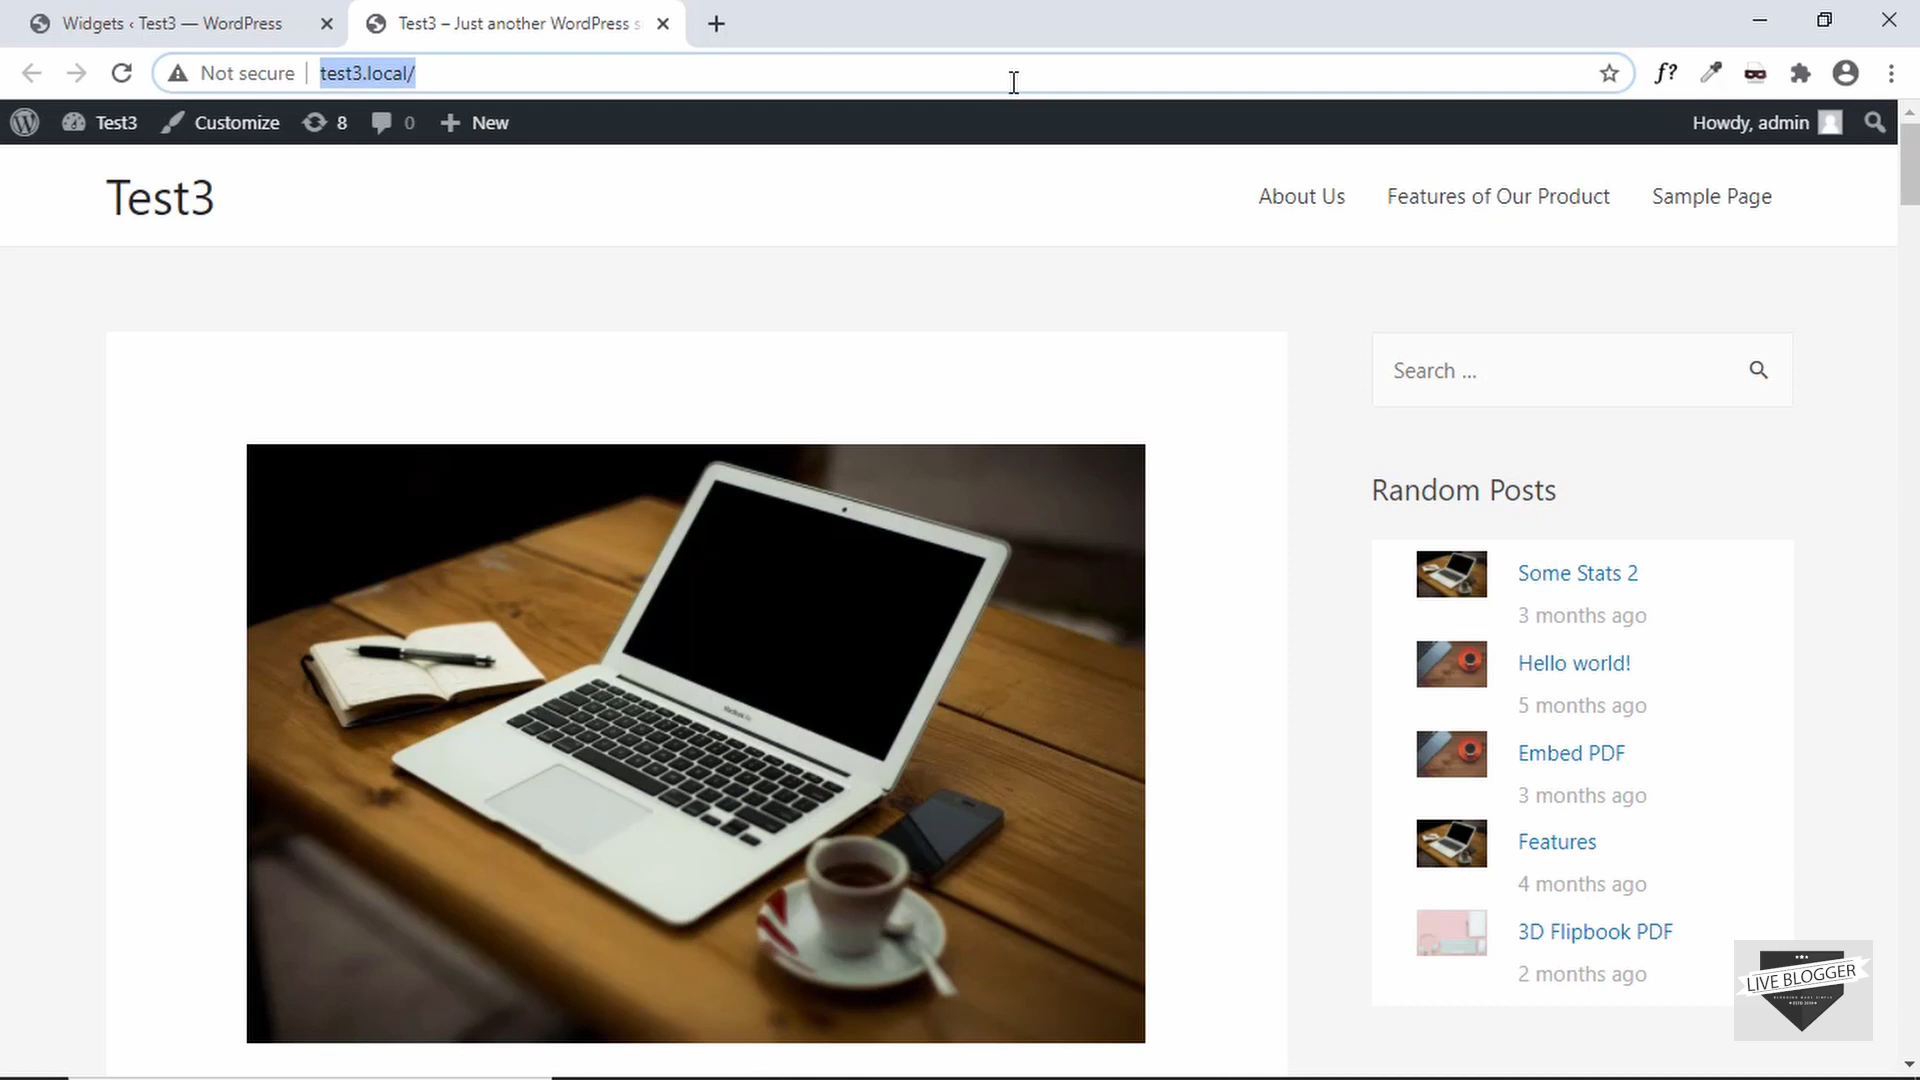 Widgets ‹ Test3 — WordPress
Test3 – Just another WordPress s
Not secure
test3.local/
f?
Test3
Customize
8
0
New
Howdy, admin
Test3
About Us
Features of Our Product
Sample Page
Search ...
Random Posts
Some Stats 2
3 months ago
Hello world!
5 months ago
Embed PDF
3 months ago
Features
4 months ago
3D Flipbook PDF
2 months ago
LIVE BLOGGER